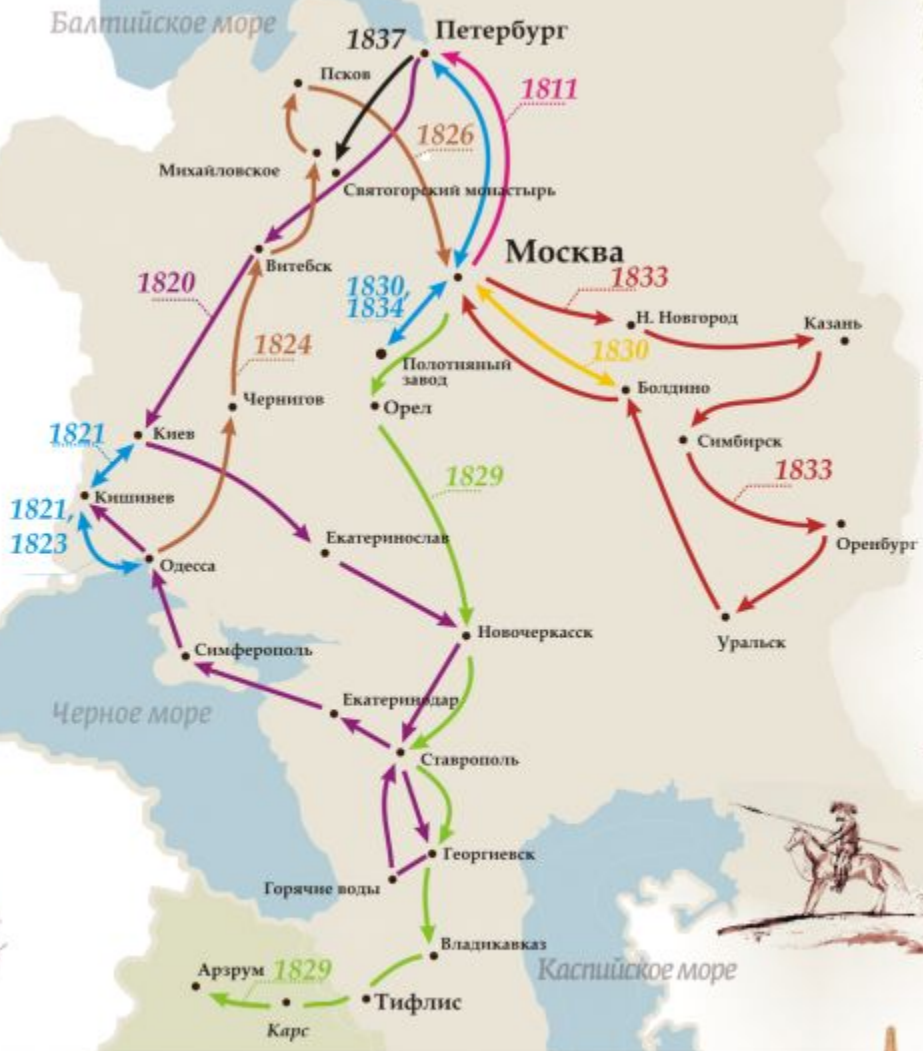 Балтийское море
1837
Петербург
Псков
1811
1826
Михайловское
Святогорский монастырь
Москва
Витебск
1820
1830,
1834
1833
Н. Новгород
Казань
1824
1830
Полотняный
завод
Болдино
Чернигов
Орел
1821
Киев
Симбирск
1829
1833
Кишинев
1821,
1823
Екатеринослав
Оренбург
Одесса
Новочеркасск
Уральск
Симферополь
Екатеринодар
Черное море
Ставрополь
Георгиевск
Горячие воды
Владикавказ
Арзрум
1829
Каспийское море
Тифлис
Карс